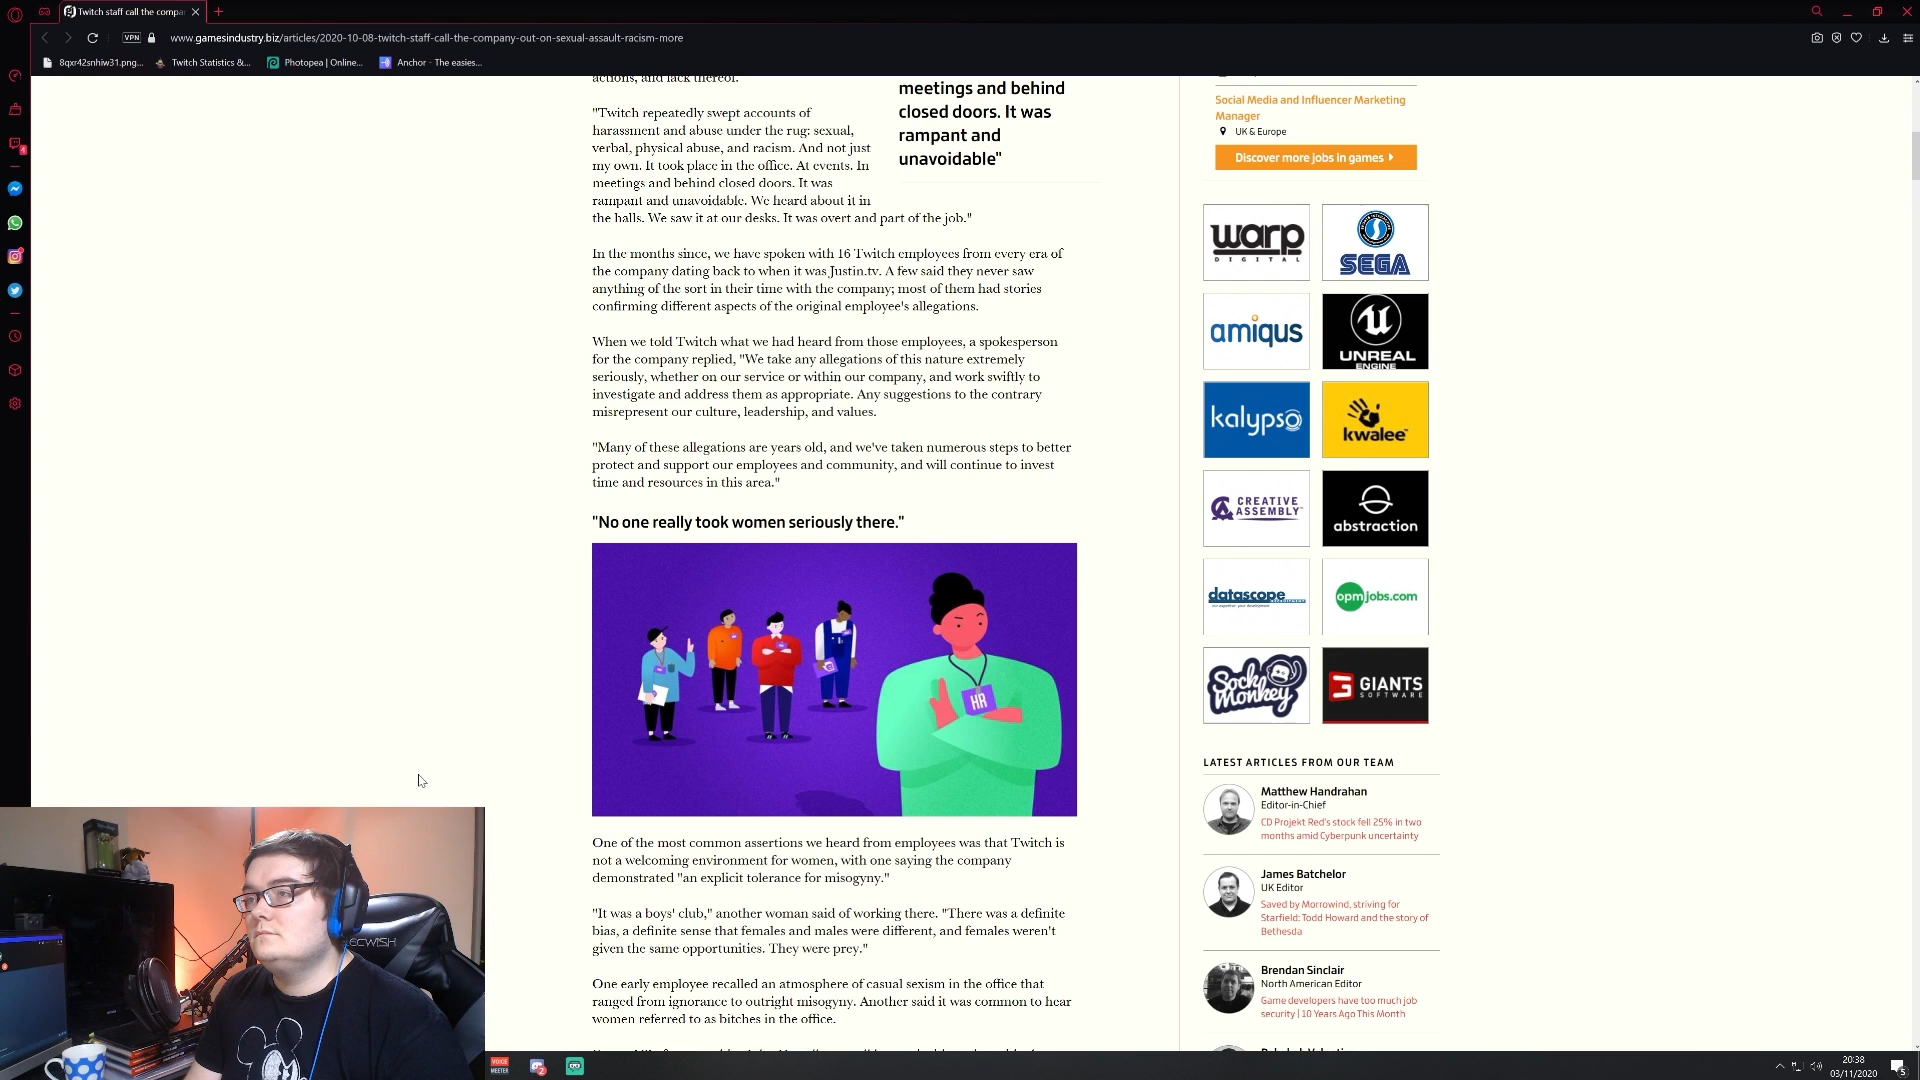 Twitch staff call the compa
VPN
www.gamesindustry.biz/articles/2020-10-08-twitch-staff-call-the-company-out-on-sexual-assault-racism-more
8qxr42snhiw31.png...
Twitch Statistics &...
Photopea | Online...
Anchor - The easies...
actions, and lack thereof.
"Twitch repeatedly swept accounts of
harassment and abuse under the rug: sexual,
verbal, physical abuse, and racism. And not just
my own. It took place in the office. At events. In
meetings and behind closed doors. It was
rampant and unavoidable. We heard about it in
the halls. We saw it at our desks. It was overt and part of the job."
meetings and behind
closed doors. It was
rampant and
unavoidable"
In the months since, we have spoken with 16 Twitch employees from every era of
the company dating back to when it was Justin.tv. A few said they never saw
anything of the sort in their time with the company; most of them had stories
confirming different aspects of the original employee's allegations.
When we told Twitch what we had heard from those employees, a spokesperson
for the company replied, "We take any allegations of this nature extremely
seriously, whether on our service or within our company, and work swiftly to
investigate and address them as appropriate. Any suggestions to the contrary
misrepresent our culture, leadership, and values.
"Many of these allegations are years old, and we've taken numerous steps to better
protect and support our employees and community, and will continue to invest
time and resources in this area."
"No one really took women seriously there."
HR
One of the most common assertions we heard from employees was that Twitch is
not a welcoming environment for women, with one saying the company
demonstrated "an explicit tolerance for misogyny."
"It was a boys' club," another woman said of working there. "There was a definite
bias, a definite sense that females and males were different, and females weren't
given the same opportunities. They were prey."
One early employee recalled an atmosphere of casual sexism in the office that
ranged from ignorance to outright misogyny. Another said it was common to hear
women referred to as bitches in the office.
Social Media and Influencer Marketing
Manager
UK & Europe
Discover more jobs in games
warp
DIGITAL
SEGA
amiqus
UNREAL
ENGINE
kalypso
kwalee
CREATIVE
ASSEMBLY
abstraction
datascope
opmjobs.com
Sock
Monkey
GIANTS
SOFTWARE
LATEST ARTICLES FROM OUR TEAM
Matthew Handrahan
Editor-in-Chief
CD Projekt Red's stock fell 25% in two
months amid Cyberpunk uncertainty
James Batchelor
UK Editor
Saved by Morrowind, striving for
Starfield: Todd Howard and the story of
Bethesda
Brendan Sinclair
North American Editor
Game developers have too much job
security | 10 Years Ago This Month
ECWISH
VOICE
MEETER
2
20:38
03/11/2020
5